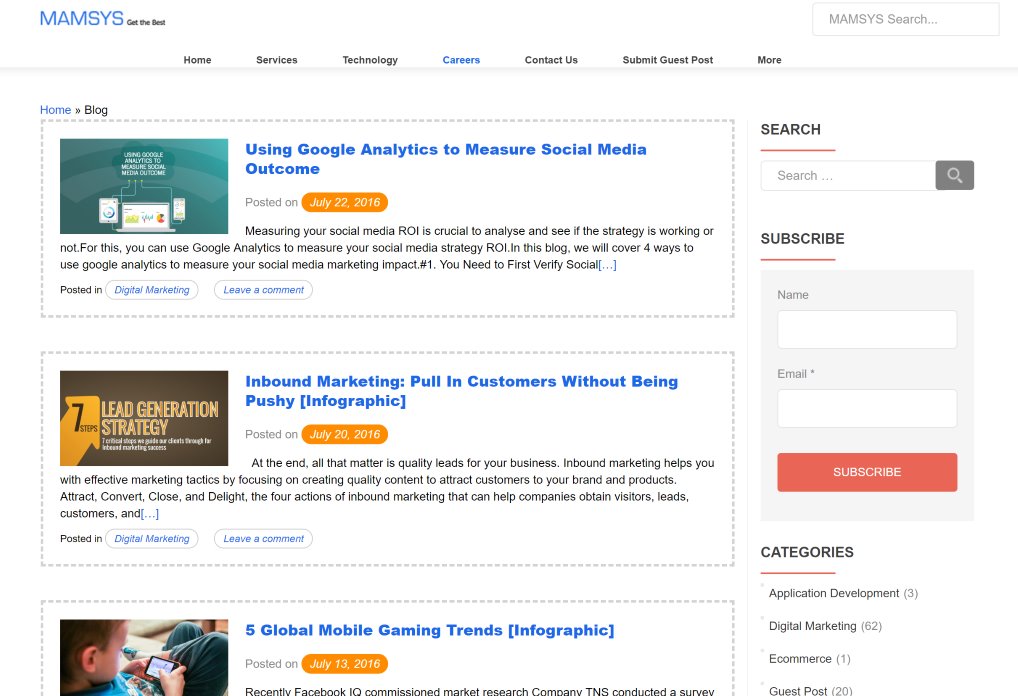 MAMSYS Get the Best
MAMSYS Search...
Home Services Technology Careers Contact Us Submit Guest Post More
Home » Blog
USING GOOGLE
ANALYTICS TO
MEASURE SOCIAL
MEDIA OUTCOME
Using Google Analytics to Measure Social Media
Outcome
Posted on July 22, 2016
Measuring your social media ROI is crucial to analyse and see if the strategy is working or
not.For this, you can use Google Analytics to measure your social media strategy ROI.In this blog, we will cover 4 ways to
use google analytics to measure your social media marketing impact.#1. You Need to First Verify Social[…]
Posted in Digital Marketing Leave a comment
7 STEPS
LEAD GENERATION
STRATEGY
7 critical steps we guide our clients through for
inbound marketing success
Inbound Marketing: Pull In Customers Without Being
Pushy [Infographic]
Posted on July 20, 2016
At the end, all that matter is quality leads for your business. Inbound marketing helps you
with effective marketing tactics by focusing on creating quality content to attract customers to your brand and products.
Attract, Convert, Close, and Delight, the four actions of inbound marketing that can help companies obtain visitors, leads,
customers, and[…]
Posted in Digital Marketing Leave a comment
5 Global Mobile Gaming Trends [Infographic]
Posted on July 13, 2016
Recently Facebook IQ commissioned market research Company TNS conducted a survey
SEARCH
Search …
SUBSCRIBE
Name
Email *
SUBSCRIBE
CATEGORIES
Application Development (3)
Digital Marketing (62)
Ecommerce (1)
Guest Post (20)